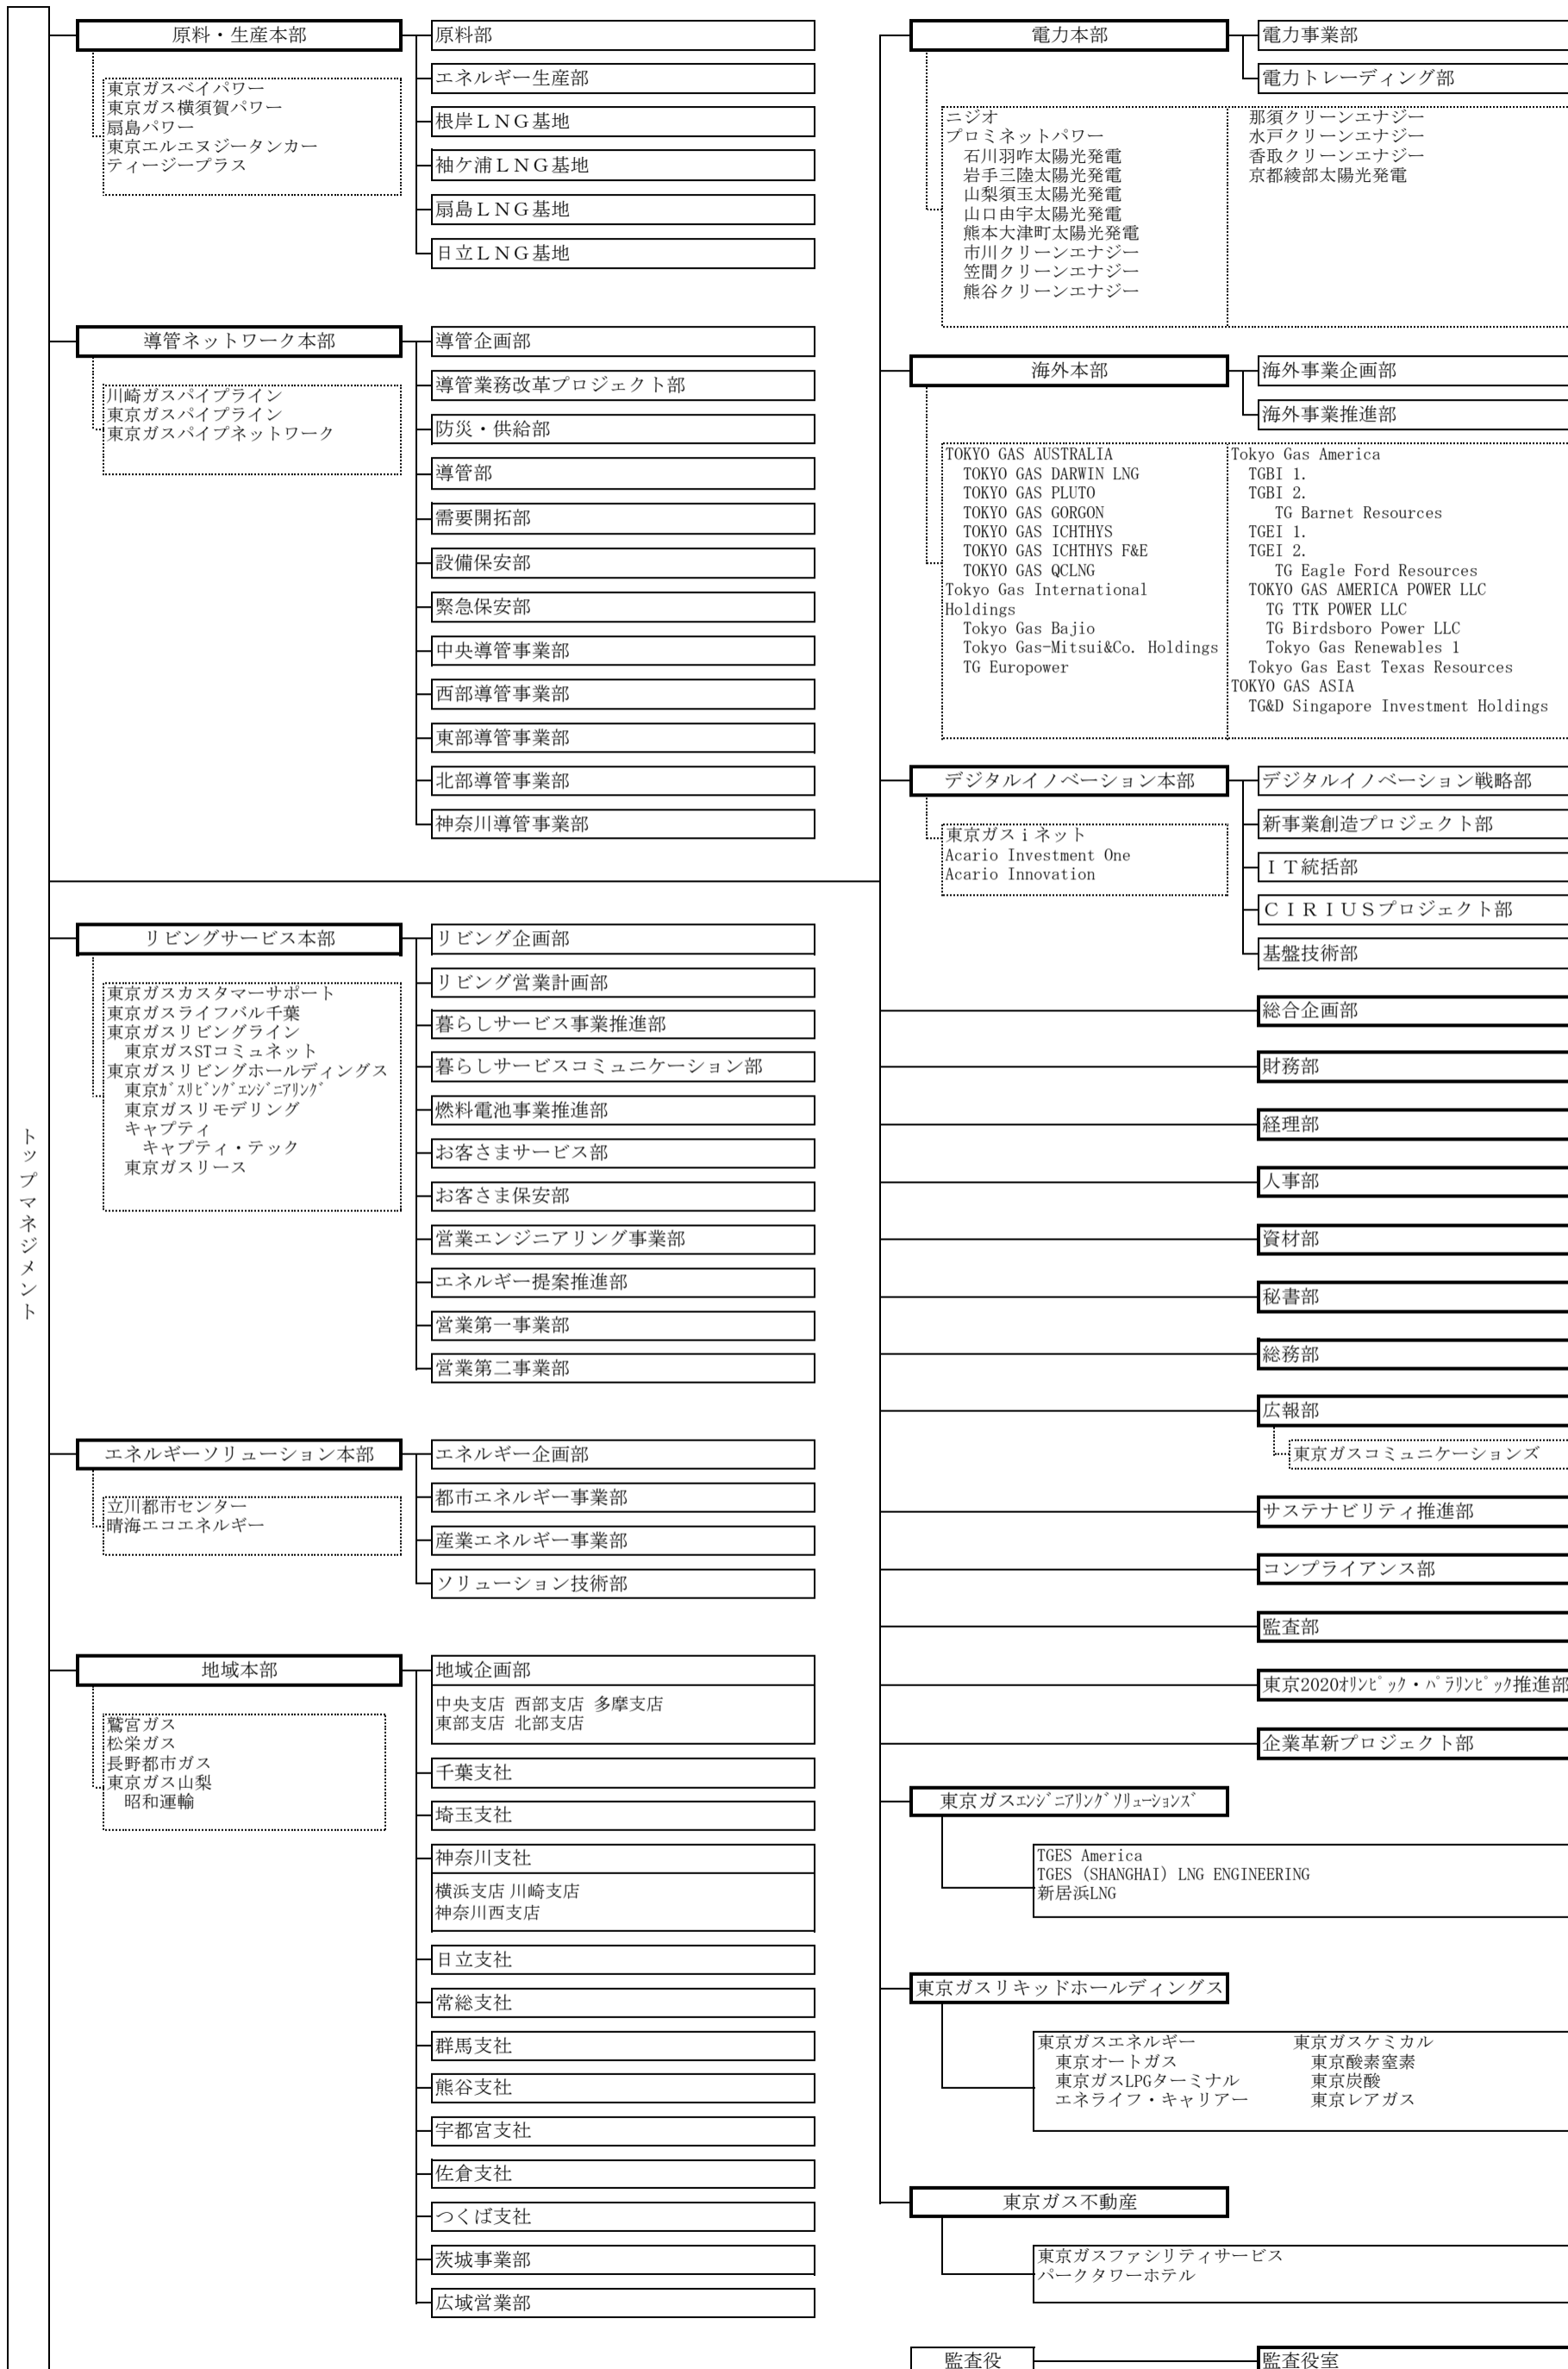 トップマネジメント
原料・生産本部
東京ガスベイパワー
東京ガス横須賀パワー
扇島パワー
東京エルエヌジータンカー
ティージープラス
原料部
エネルギー生産部
根岸ＬＮＧ基地
袖ケ浦ＬＮＧ基地
扇島ＬＮＧ基地
日立ＬＮＧ基地
導管ネットワーク本部
川崎ガスパイプライン
東京ガスパイプライン
東京ガスパイプネットワーク
導管企画部
導管業務改革プロジェクト部
防災・供給部
導管部
需要開拓部
設備保安部
緊急保安部
中央導管事業部
西部導管事業部
東部導管事業部
北部導管事業部
神奈川導管事業部
リビングサービス本部
東京ガスカスタマーサポート
東京ガスライフバル千葉
東京ガスリビングライン
東京ガスSTコミュネット
東京ガスリビングホールディングス
東京ｶﾞｽﾘﾋﾞﾝｸﾞｴﾝｼﾞﾆｱﾘﾝｸﾞ
東京ガスリモデリング
キャプティ
キャプティ・テック
東京ガスリース
リビング企画部
リビング営業計画部
暮らしサービス事業推進部
暮らしサービスコミュニケーション部
燃料電池事業推進部
お客さまサービス部
お客さま保安部
営業エンジニアリング事業部
エネルギー提案推進部
営業第一事業部
営業第二事業部
エネルギーソリューション本部
立川都市センター
晴海エコエネルギー
エネルギー企画部
都市エネルギー事業部
産業エネルギー事業部
ソリューション技術部
地域本部
鷲宮ガス
松栄ガス
長野都市ガス
東京ガス山梨
昭和運輸
地域企画部
中央支店 西部支店 多摩支店
東部支店 北部支店
千葉支社
埼玉支社
神奈川支社
横浜支店 川崎支店
神奈川西支店
日立支社
常総支社
群馬支社
熊谷支社
宇都宮支社
佐倉支社
つくば支社
茨城事業部
広域営業部
電力本部
電力事業部
電力トレーディング部
ニジオ
プロミネットパワー
石川羽咋太陽光発電
岩手三陸太陽光発電
山梨須玉太陽光発電
山口由宇太陽光発電
熊本大津町太陽光発電
市川クリーンエナジー
笠間クリーンエナジー
熊谷クリーンエナジー
那須クリーンエナジー
水戸クリーンエナジー
香取クリーンエナジー
京都綾部太陽光発電
海外本部
海外事業企画部
海外事業推進部
TOKYO GAS AUSTRALIA
TOKYO GAS DARWIN LNG
TOKYO GAS PLUTO
TOKYO GAS GORGON
TOKYO GAS ICHTHYS
TOKYO GAS ICHTHYS F&E
TOKYO GAS QCLNG
Tokyo Gas International
Holdings
Tokyo Gas Bajio
Tokyo Gas-Mitsui&Co. Holdings
TG Europower
Tokyo Gas America
TGBI 1.
TGBI 2.
TG Barnet Resources
TGEI 1.
TGEI 2.
TG Eagle Ford Resources
TOKYO GAS AMERICA POWER LLC
TG TTK POWER LLC
TG Birdsboro Power LLC
Tokyo Gas Renewables 1
Tokyo Gas East Texas Resources
TOKYO GAS ASIA
TG&D Singapore Investment Holdings
デジタルイノベーション本部
東京ガスｉネット
Acario Investment One
Acario Innovation
デジタルイノベーション戦略部
新事業創造プロジェクト部
ＩＴ統括部
ＣＩＲＩＵＳプロジェクト部
基盤技術部
総合企画部
財務部
経理部
人事部
資材部
秘書部
総務部
広報部
東京ガスコミュニケーションズ
サステナビリティ推進部
コンプライアンス部
監査部
東京2020ｵﾘﾝﾋﾟｯｸ・ﾊﾟﾗﾘﾝﾋﾟｯｸ推進部
企業革新プロジェクト部
東京ガスｴﾝｼﾞﾆｱﾘﾝｸﾞｿﾘｭｰｼｮﾝｽﾞ
TGES America
TGES (SHANGHAI) LNG ENGINEERING
新居浜LNG
東京ガスリキッドホールディングス
東京ガスエネルギー
東京オートガス
東京ガスLPGターミナル
エネライフ・キャリアー
東京ガスケミカル
東京酸素窒素
東京炭酸
東京レアガス
東京ガス不動産
東京ガスファシリティサービス
パークタワーホテル
監査役
監査役室